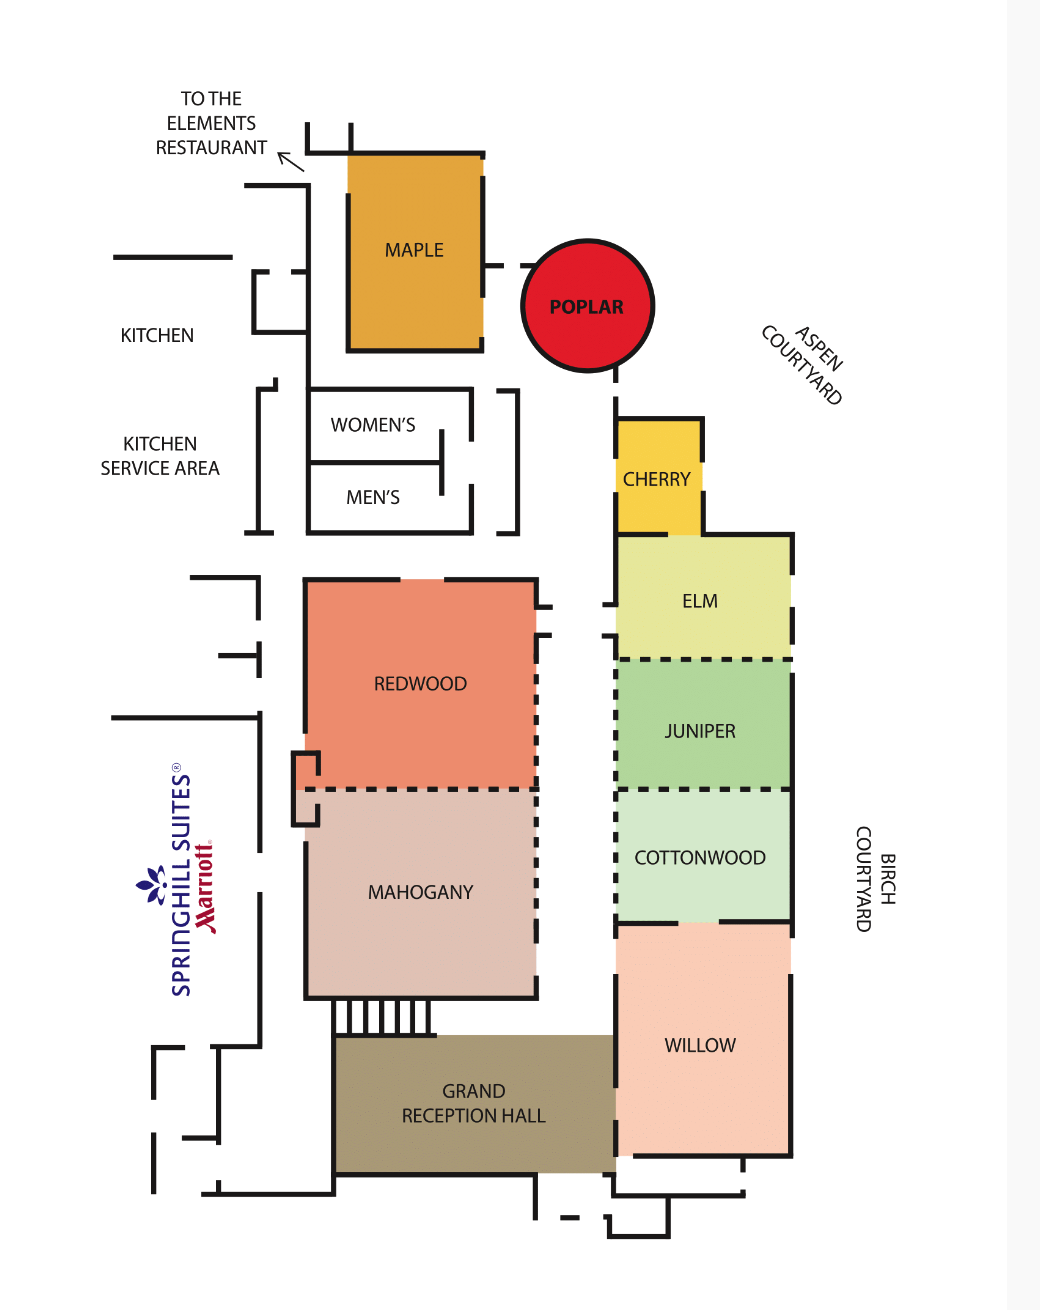 TO THE
ELEMENTS
RESTAURANT
MAPLE
POPLAR
KITCHEN
ASPEN
COURTYARD
WOMEN'S
KITCHEN
SERVICE AREA
CHERRY
MEN'S
ELM
REDWOOD
JUNIPER
SPRINGHILL SUITES®
Marriott
COTTONWOOD
MAHOGANY
BIRCH
COURTYARD
WILLOW
GRAND
RECEPTION HALL